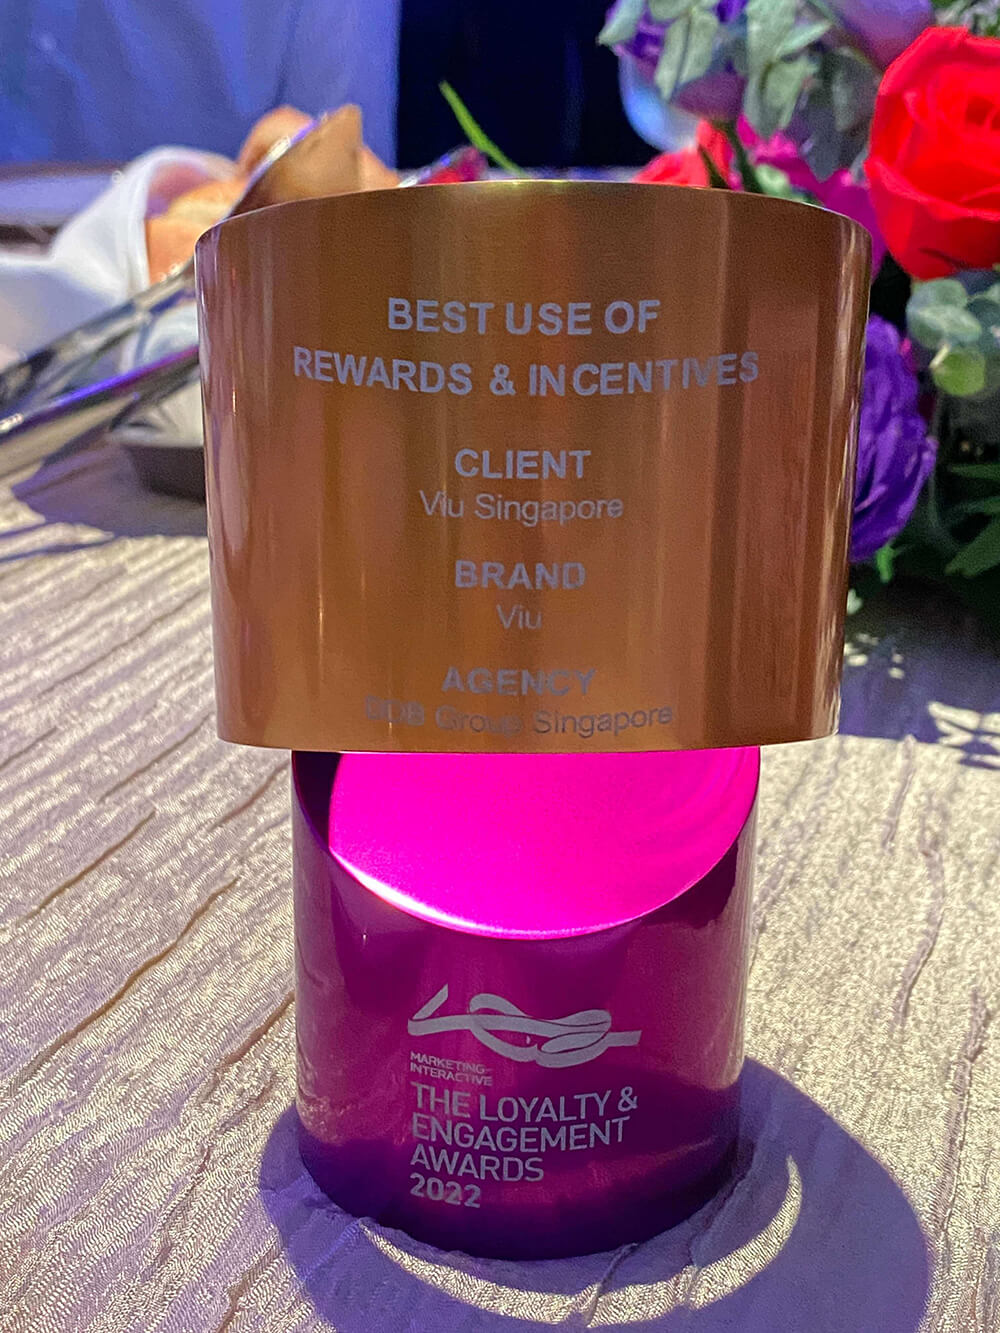 BEST USE OF
REWARDS & INCENTIVES
CLIENT
Viu Singapore
BRAND
Viu
AGENCY
DDB Group Singapore
MARKETING-
INTERACTIVE
THE LOYALTY &
ENGAGEMENT
AWARDS
2022